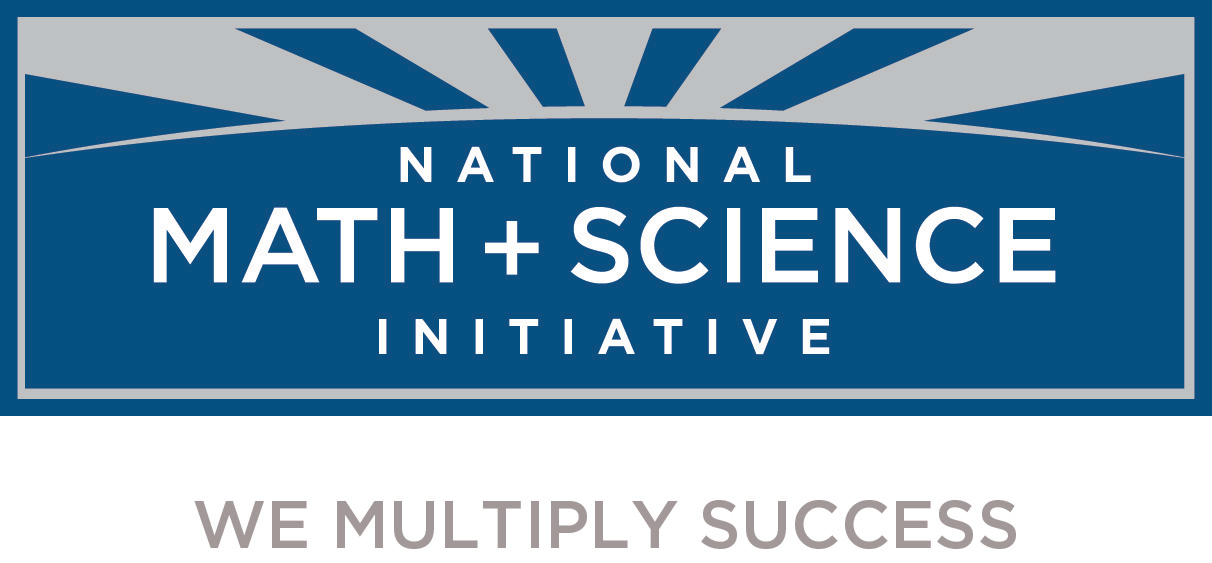 NATIONAL
MATH + SCIENCE
INITIATIVE
WE MULTIPLY SUCCESS